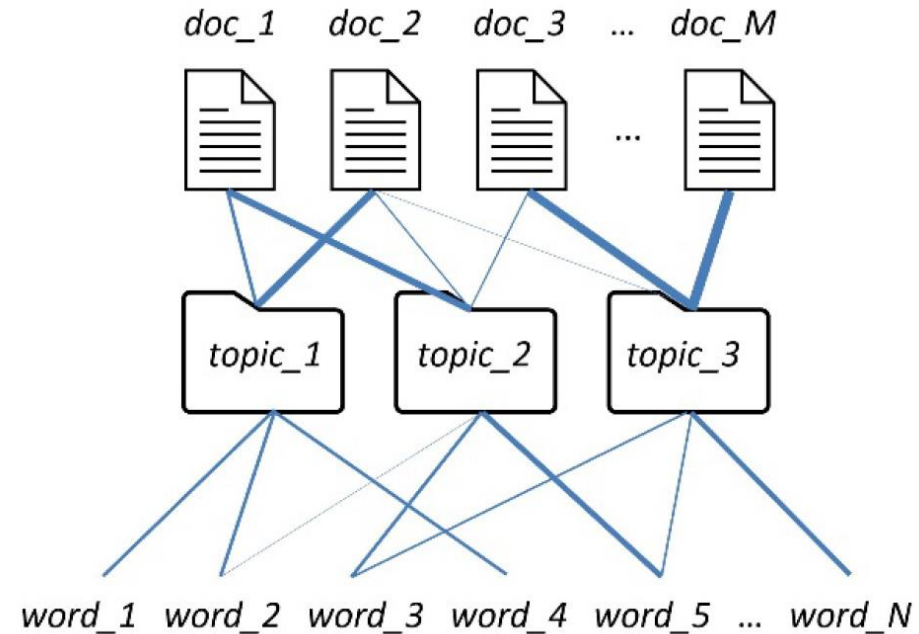 doc_1 doc_2 doc_3 ... doc_M
...
topic_1 topic_2 topic_3
word_1 word_2 word_3 word_4 word_5 ... word_N